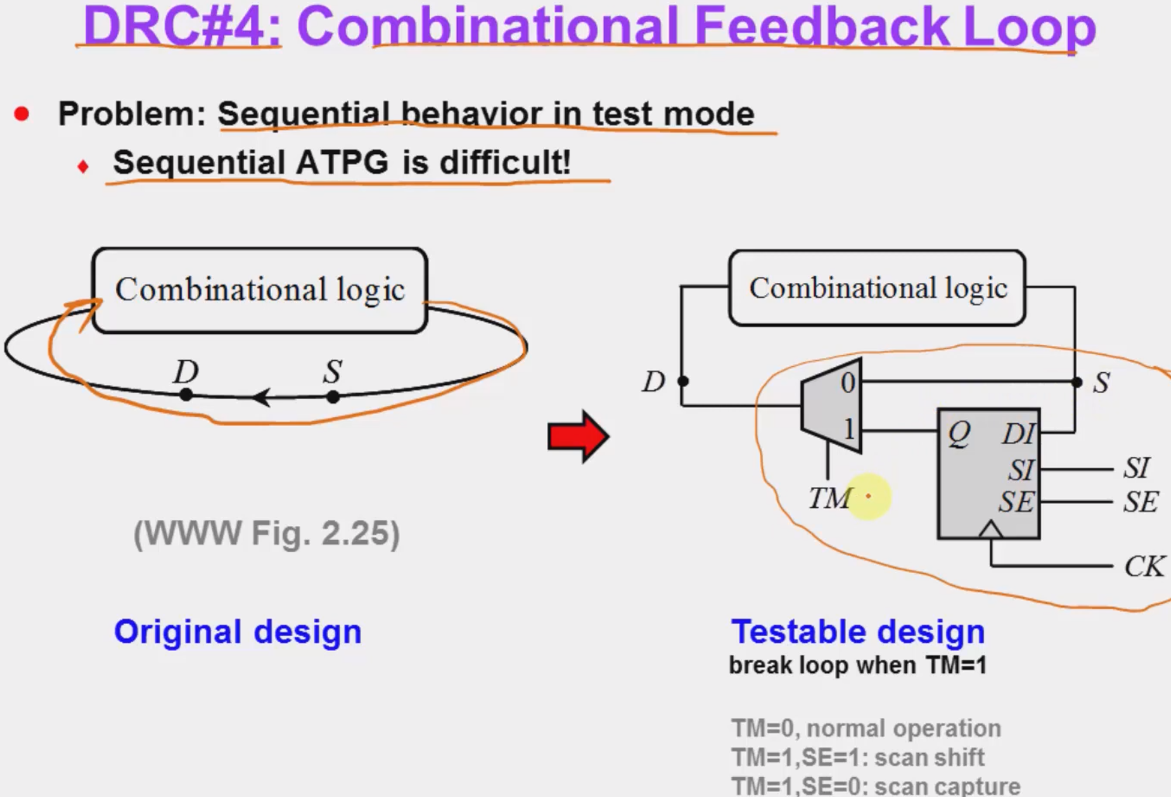 DRC#4: Combinational Feedback Loop
Problem: Sequential behavior in test mode
Sequential ATPG is difficult!
Combinational logic
D
S
(WWW Fig. 2.25)
Original design
Combinational logic
D
0
S
1
Q
DI
SI
SI
TM
SE
SE
CK
Testable design
break loop when TM=1
TM=0, normal operation
TM=1,SE=1: scan shift
TM=1,SE=0: scan capture